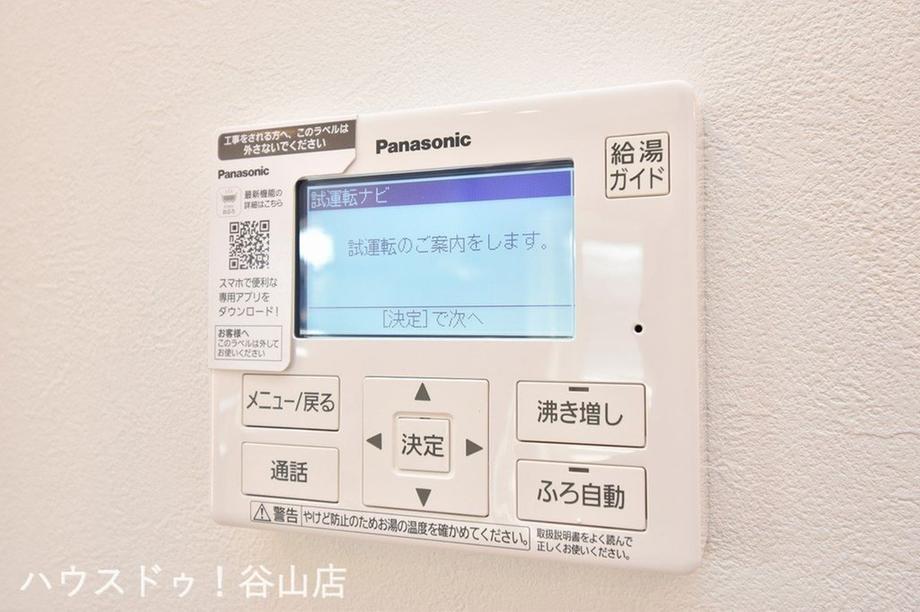 工事をされる方へ、このラベルは
外さないでください
Panasonic
最新機能の
詳細はこちら
スマホで便利な
専用アプリを
ダウンロード!
お客様へ
このラベルは外して
お使いください
Panasonic
給湯
ガイド
試運転ナビ
試運転のご案内をします。
[決定]で次へ
メニュー/戻る
通話
決定
沸き増し
ふろ自動
警告 やけど防止のためお湯の温度を確かめてください。
取扱説明書をよく読んで
正しくお使いください。
ハウスドゥ!谷山店